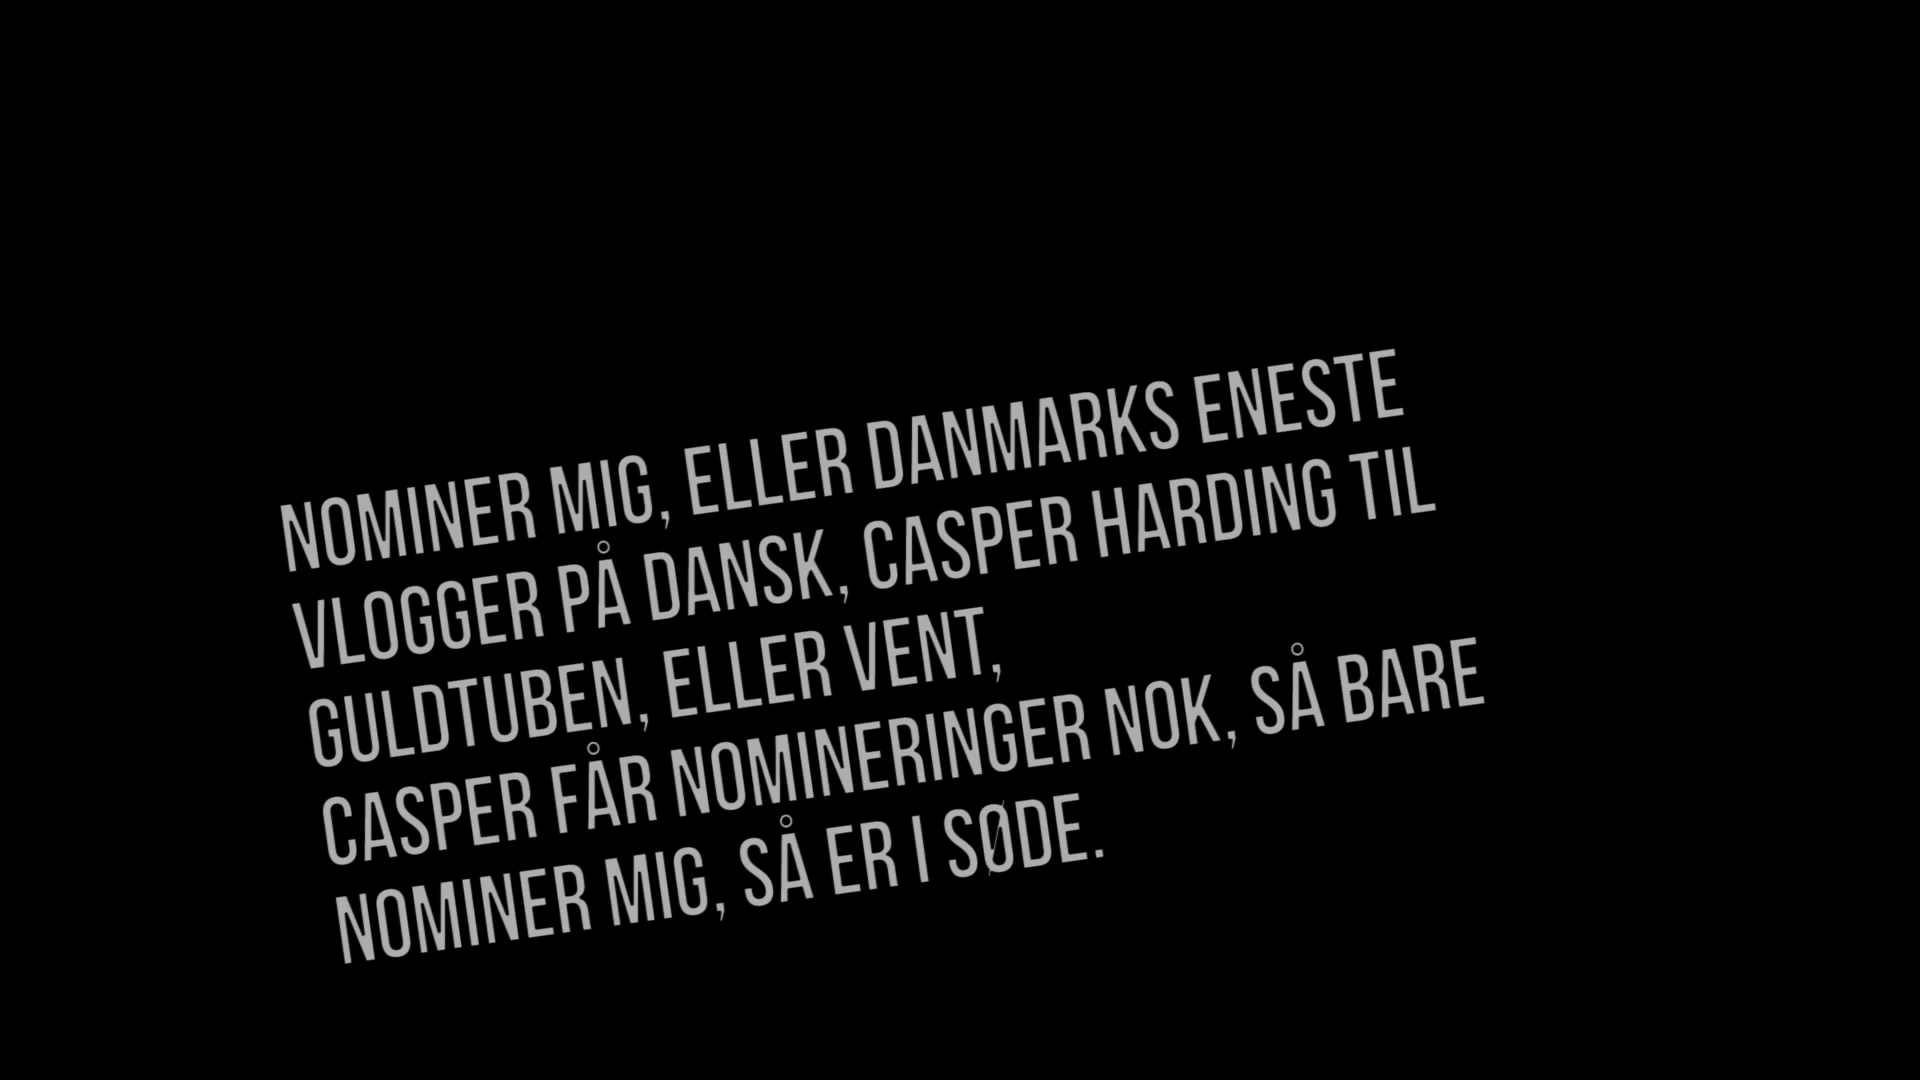 NOMINER MIG, ELLER DANMARKS ENESTE
VLOGGER PÅ DANSK, CASPER HARDING TIL
GULDTUBEN, ELLER VENT,
CASPER FÅR NOMINERINGER NOK, SÅ BARE
NOMINER MIG, SÅ ER I SØDE.